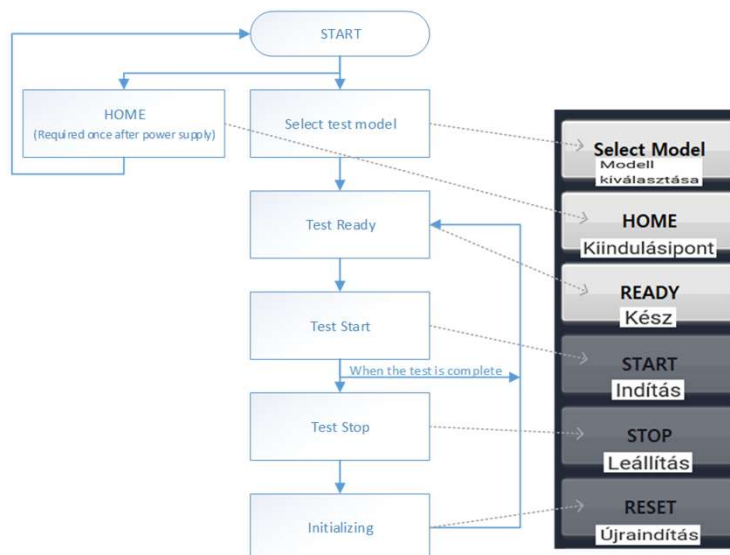 START
HOME
(Required once after power supply)
Select test model
Test Ready
Test Start
When the test is complete
Test Stop
Initializing
Select Model
Modell
kiválasztása
HOME
Kiindulásipont
READY
Kész
START
Indítás
STOP
Leállítás
RESET
Újraindítás